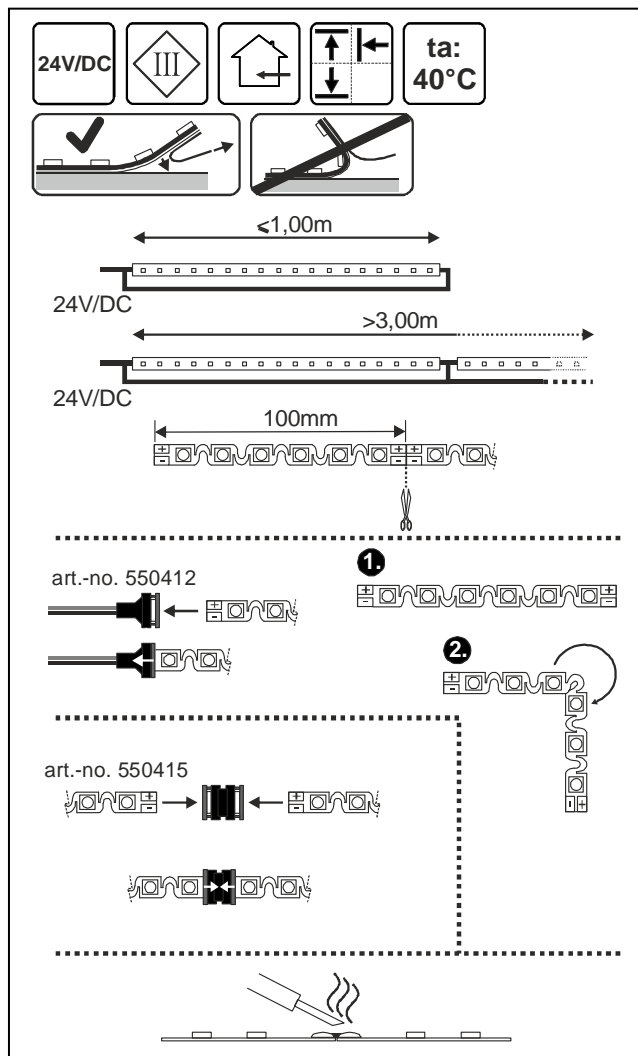 24V/DC
III
ta:
40°C
⩽1,00m
24V/DC
>3,00m
24V/DC
100mm
+ + +
- - -
art.-no. 550412
1.
+
-
+ +
- -
2.
+
-
- +
art.-no. 550415
+ +
- -